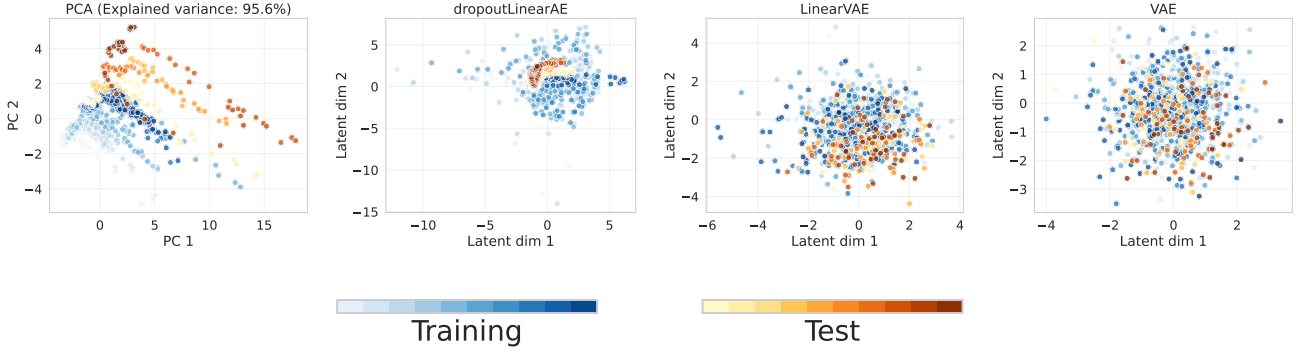 PCA (Explained variance: 95.6%)
4
2
0
−2
−4
PC 2
0
5
10
15
PC 1
dropoutLinearAE
5
0
−5
−10
−15
Latent dim 2
−10
−5
0
5
Latent dim 1
LinearVAE
4
2
0
−2
−4
Latent dim 2
−6
−4
−2
0
2
4
Latent dim 1
VAE
2
1
0
−1
−2
−3
Latent dim 2
−4
−2
0
2
Latent dim 1
Training
Test